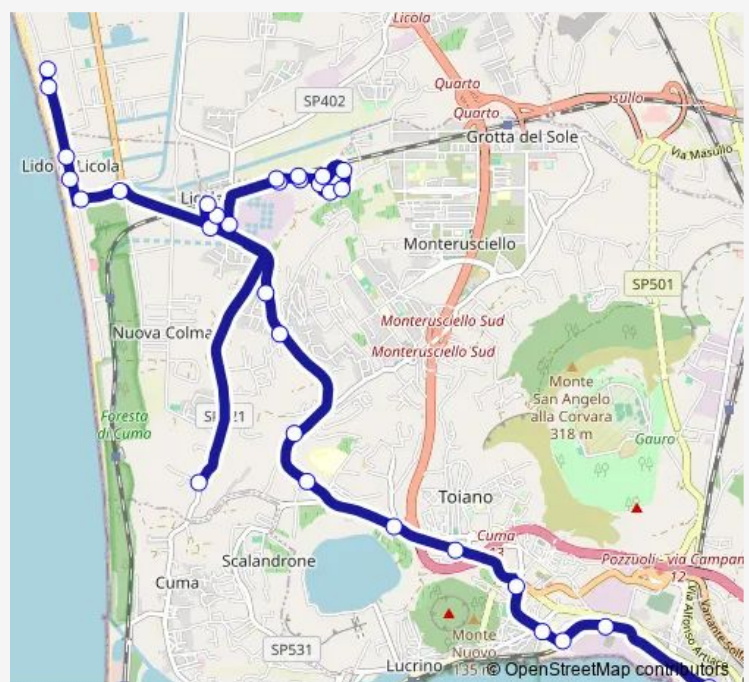 Licola
Quarto
SP402
Quarto
Grotta del Sole
Via Masullo
Lido
Licola
Monterusciello
SP501
Monterusciello Sud
Nuova Colma
Monterusciello Sud
Monte
San Angelo
alla Corvara
318 m
Foresta
di Cuma
Gauro
Toiano
Cuma
Scalandrone
Pozzuoli - via Campan
12
Cuma
Monte
Nuovo
SP531
Lucrino
© OpenStreetMap contributors